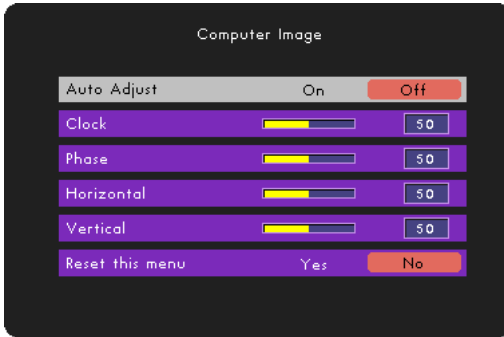 Computer Image
Auto Adjust On Off
Clock 50
Phase 50
Horizontal 50
Vertical 50
Reset this menu Yes No